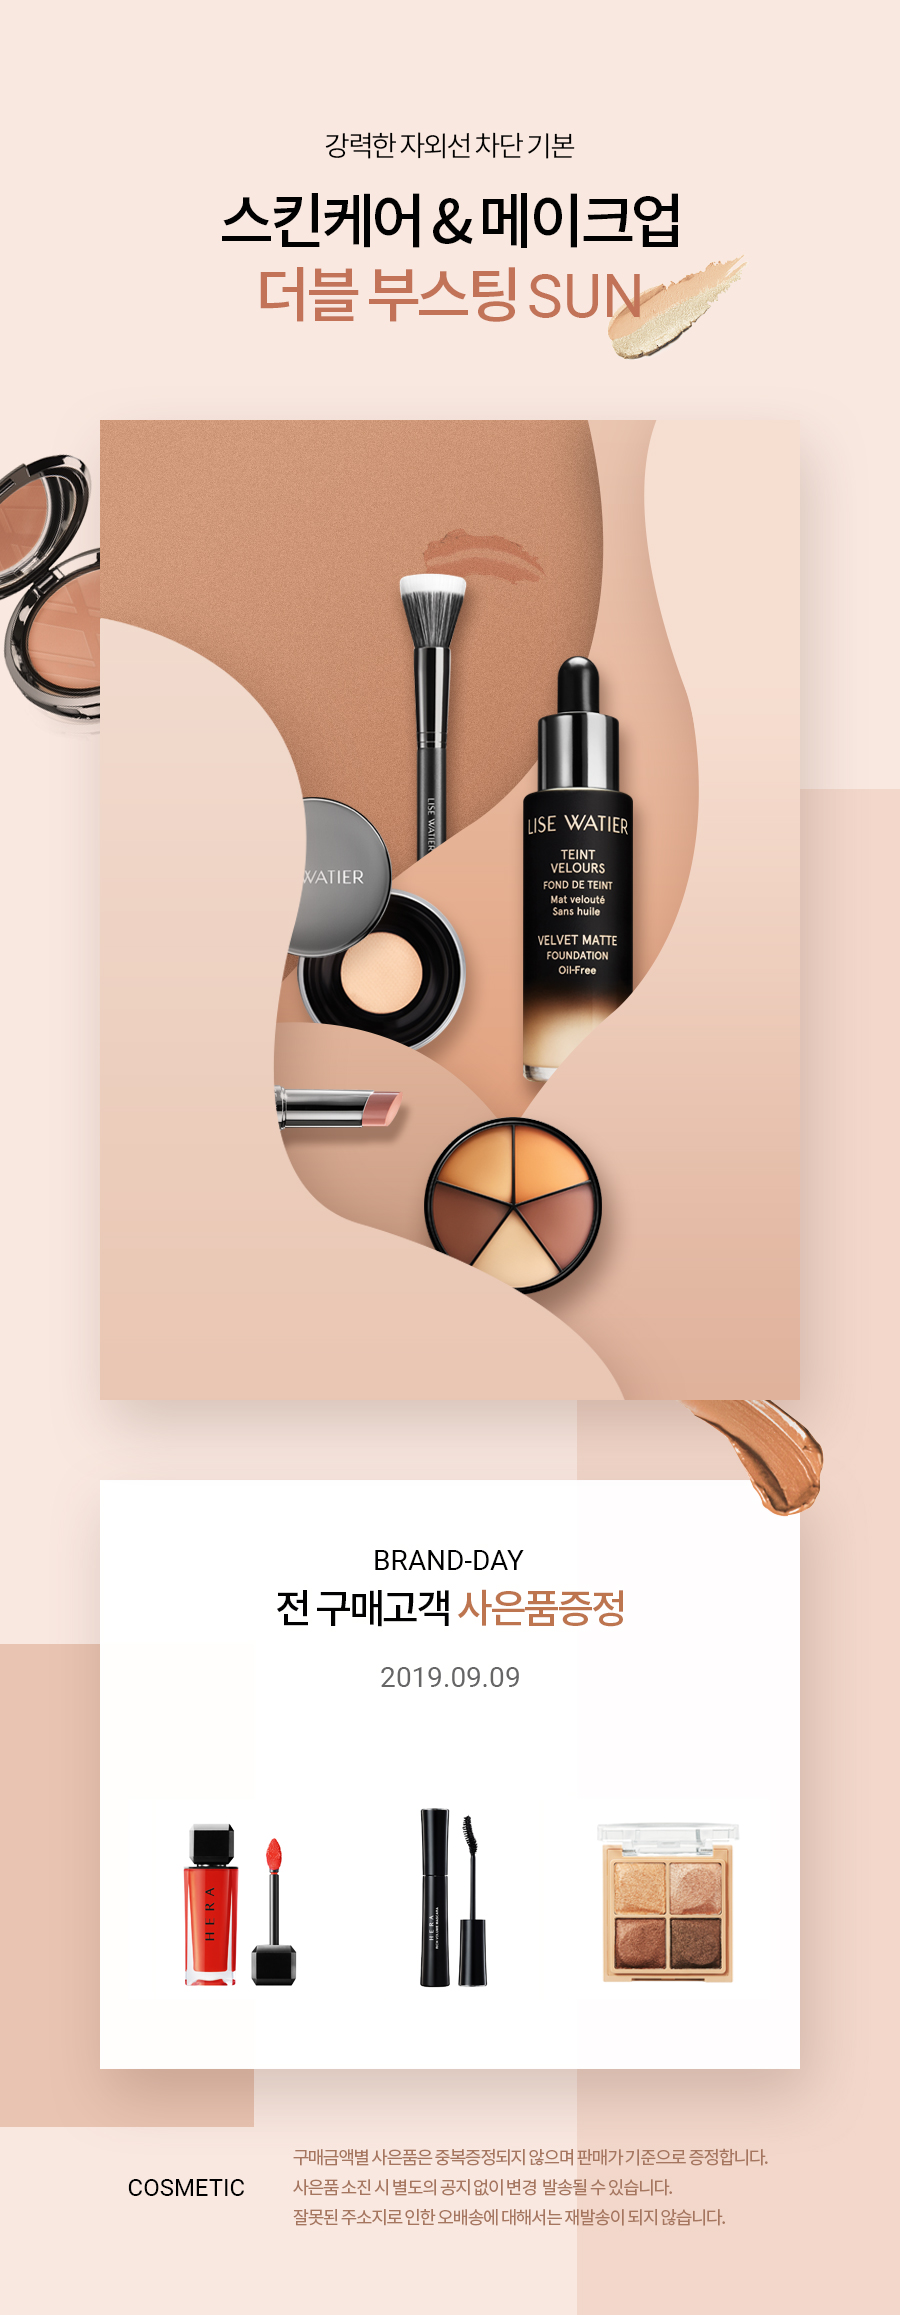 강력한 자외선 차단 기본
스킨케어 & 메이크업
더블 부스팅 SUN
LISE WATIER
WATIER
LISE WATIER
TEINT
VELOURS
FOND DE TEINT
Mat velouté
Sans huile
VELVET MATTE
FOUNDATION
Oil-Free
BRAND-DAY
전 구매고객 사은품증정
2019.09.09
HERA
HERA
RICH VOLUME MASCARA
COSMETIC
구매금액별 사은품은 중복증정되지 않으며 판매가 기준으로 증정합니다.
사은품 소진 시 별도의 공지 없이 변경 발송될 수 있습니다.
잘못된 주소지로 인한 오배송에 대해서는 재발송이 되지 않습니다.